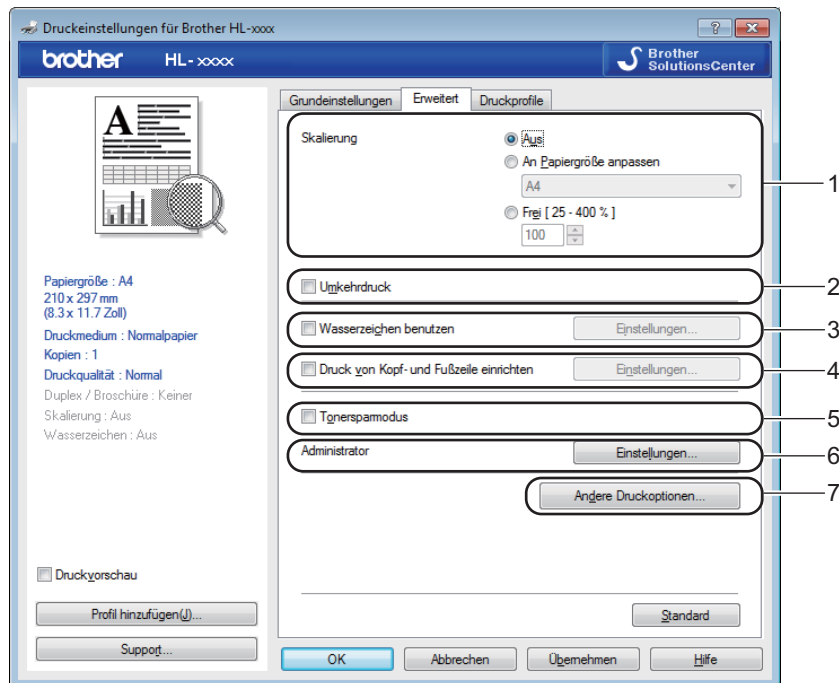 Druckeinstellungen für Brother HL-xxxx
brother HL-xxxx
Brother
SolutionsCenter
A
Papiergröße : A4
210 x 297 mm
(8.3 x 11.7 Zoll)
Druckmedium : Normalpapier
Kopien : 1
Druckqualität : Normal
Duplex / Broschüre : Keiner
Skalierung : Aus
Wasserzeichen : Aus
Druckvorschau
Profil hinzufügen(J)...
Support...
Grundeinstellungen Erweitert Druckprofile
Skalierung
Aus
An Papiergröße anpassen
A4
Frei [ 25 - 400 % ]
100
1
Umkehrdruck
2
Wasserzeichen benutzen Einstellungen...
3
Druck von Kopf- und Fußzeile einrichten Einstellungen...
4
Tonersparmodus
5
Administrator Einstellungen...
6
Andere Druckoptionen...
7
Standard
OK Abbrechen Übernehmen Hilfe